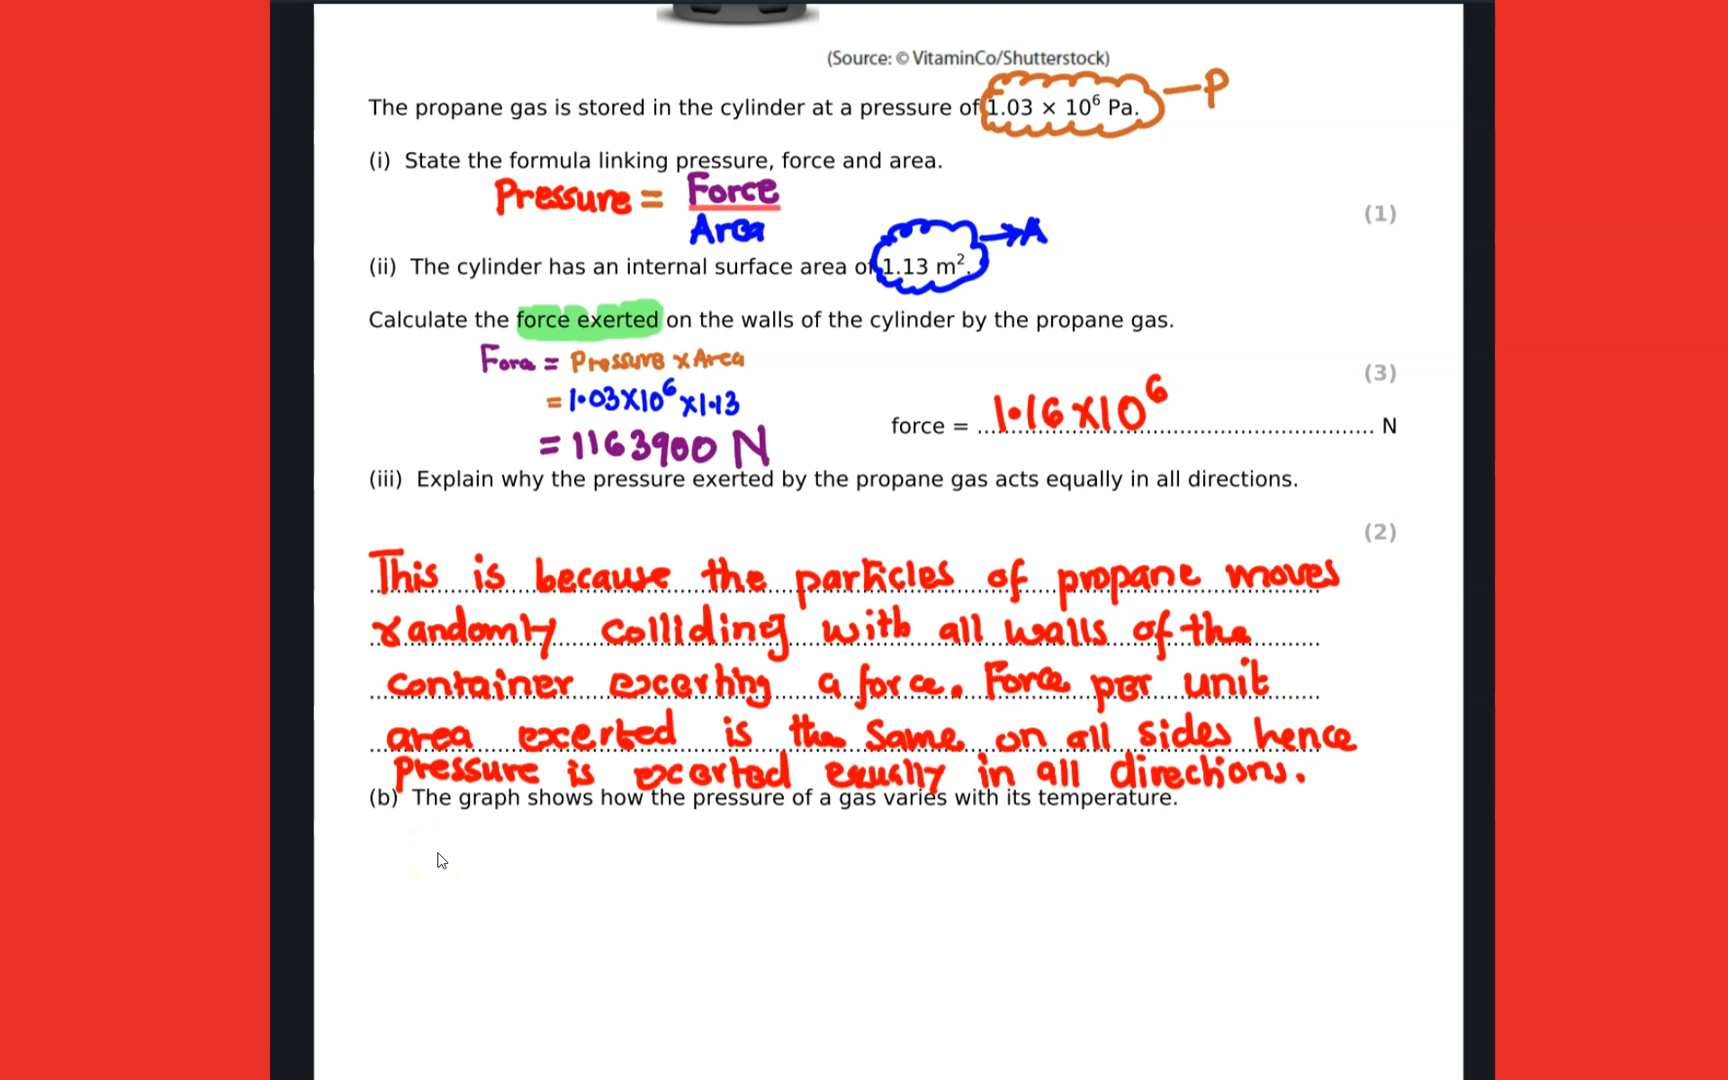 (Source: © VitaminCo/Shutterstock)
The propane gas is stored in the cylinder at a pressure of 1.03 × 10⁶ Pa. — P
(i) State the formula linking pressure, force and area.
Pressure = Force
Area
(1)
→ A
(ii) The cylinder has an internal surface area of 1.13 m².
Calculate the force exerted on the walls of the cylinder by the propane gas.
Force = Pressure × Area
(3)
= 1.03×10⁶ ×1.13
force = 1.16 ×10⁶ N
= 1163900 N
(iii) Explain why the pressure exerted by the propane gas acts equally in all directions.
(2)
This is because the particles of propane moves
randomly colliding with all walls of the
container exerting a force. Force per unit
area exerted is the same on all sides hence
pressure is exerted equally in all directions.
(b) The graph shows how the pressure of a gas varies with its temperature.